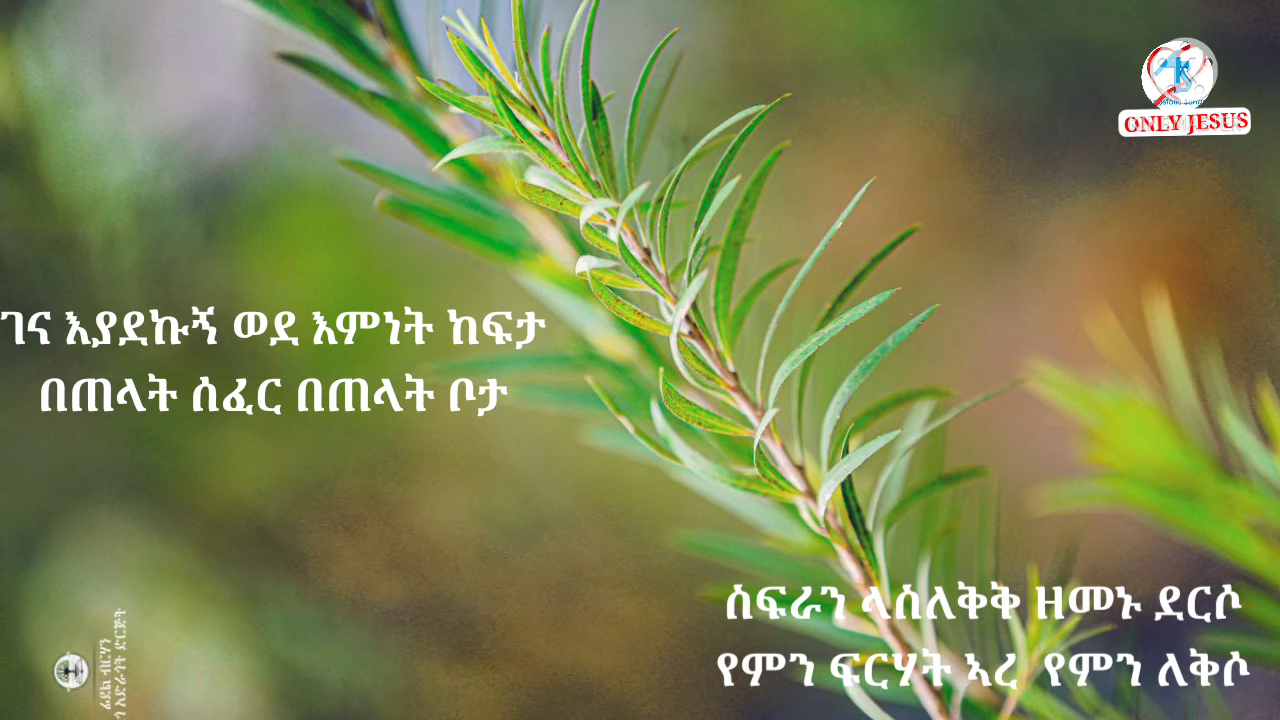 ONLY JESUS
ገና እያደኩኝ ወደ እምነት ከፍታ
በጠላት ሰፈር በጠላት ቦታ
ስፍራን ላስለቅቅ ዘመኑ ደርሶ
የምን ፍርሃት ኣረ የምን ለቅሶ